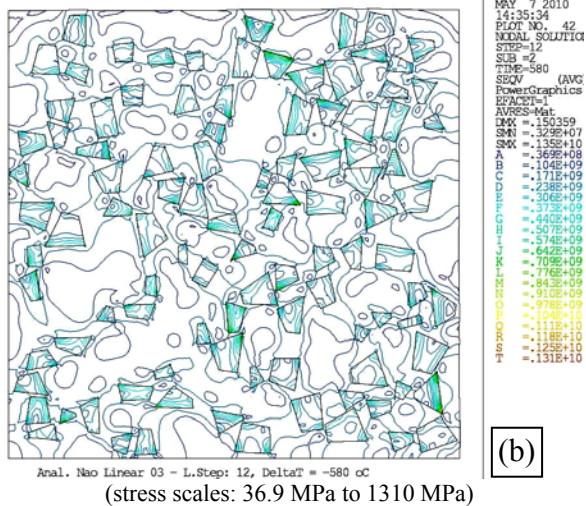 MAY 7 2010
14:35:34
PLOT NO. 42
NODAL SOLUTION
STEP=12
SUB =2
TIME=580
SEQV (AVG)
PowerGraphics
EFACET=1
AVRES=Mat
DMX =.150359
SMN =.329E+07
SMX =.135E+10
A =.369E+08
B =.104E+09
C =.171E+09
D =.238E+09
E =.306E+09
F =.373E+09
G =.440E+09
H =.507E+09
I =.574E+09
J =.642E+09
K =.709E+09
L =.776E+09
M =.843E+09
N =.910E+09
O =.978E+09
P =.104E+10
Q =.111E+10
R =.118E+10
S =.125E+10
T =.131E+10
(b)
Anal. Nao Linear 03 - L.Step: 12, DeltaT = -580 oC
(stress scales: 36.9 MPa to 1310 MPa)